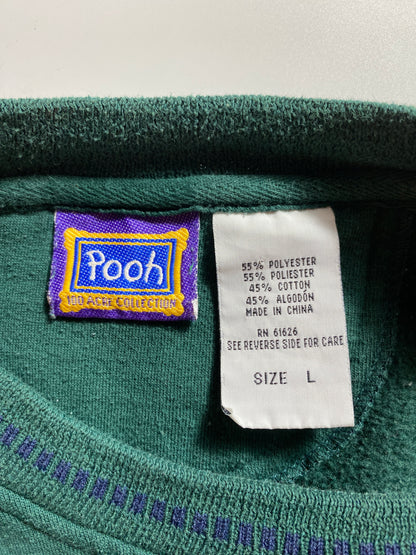 Pooh
100 ACRE COLLECTION
55% POLYESTER
55% POLIESTER
45% COTTON
45% ALGODÓN
MADE IN CHINA
RN 61626
SEE REVERSE SIDE FOR CARE
SIZE L